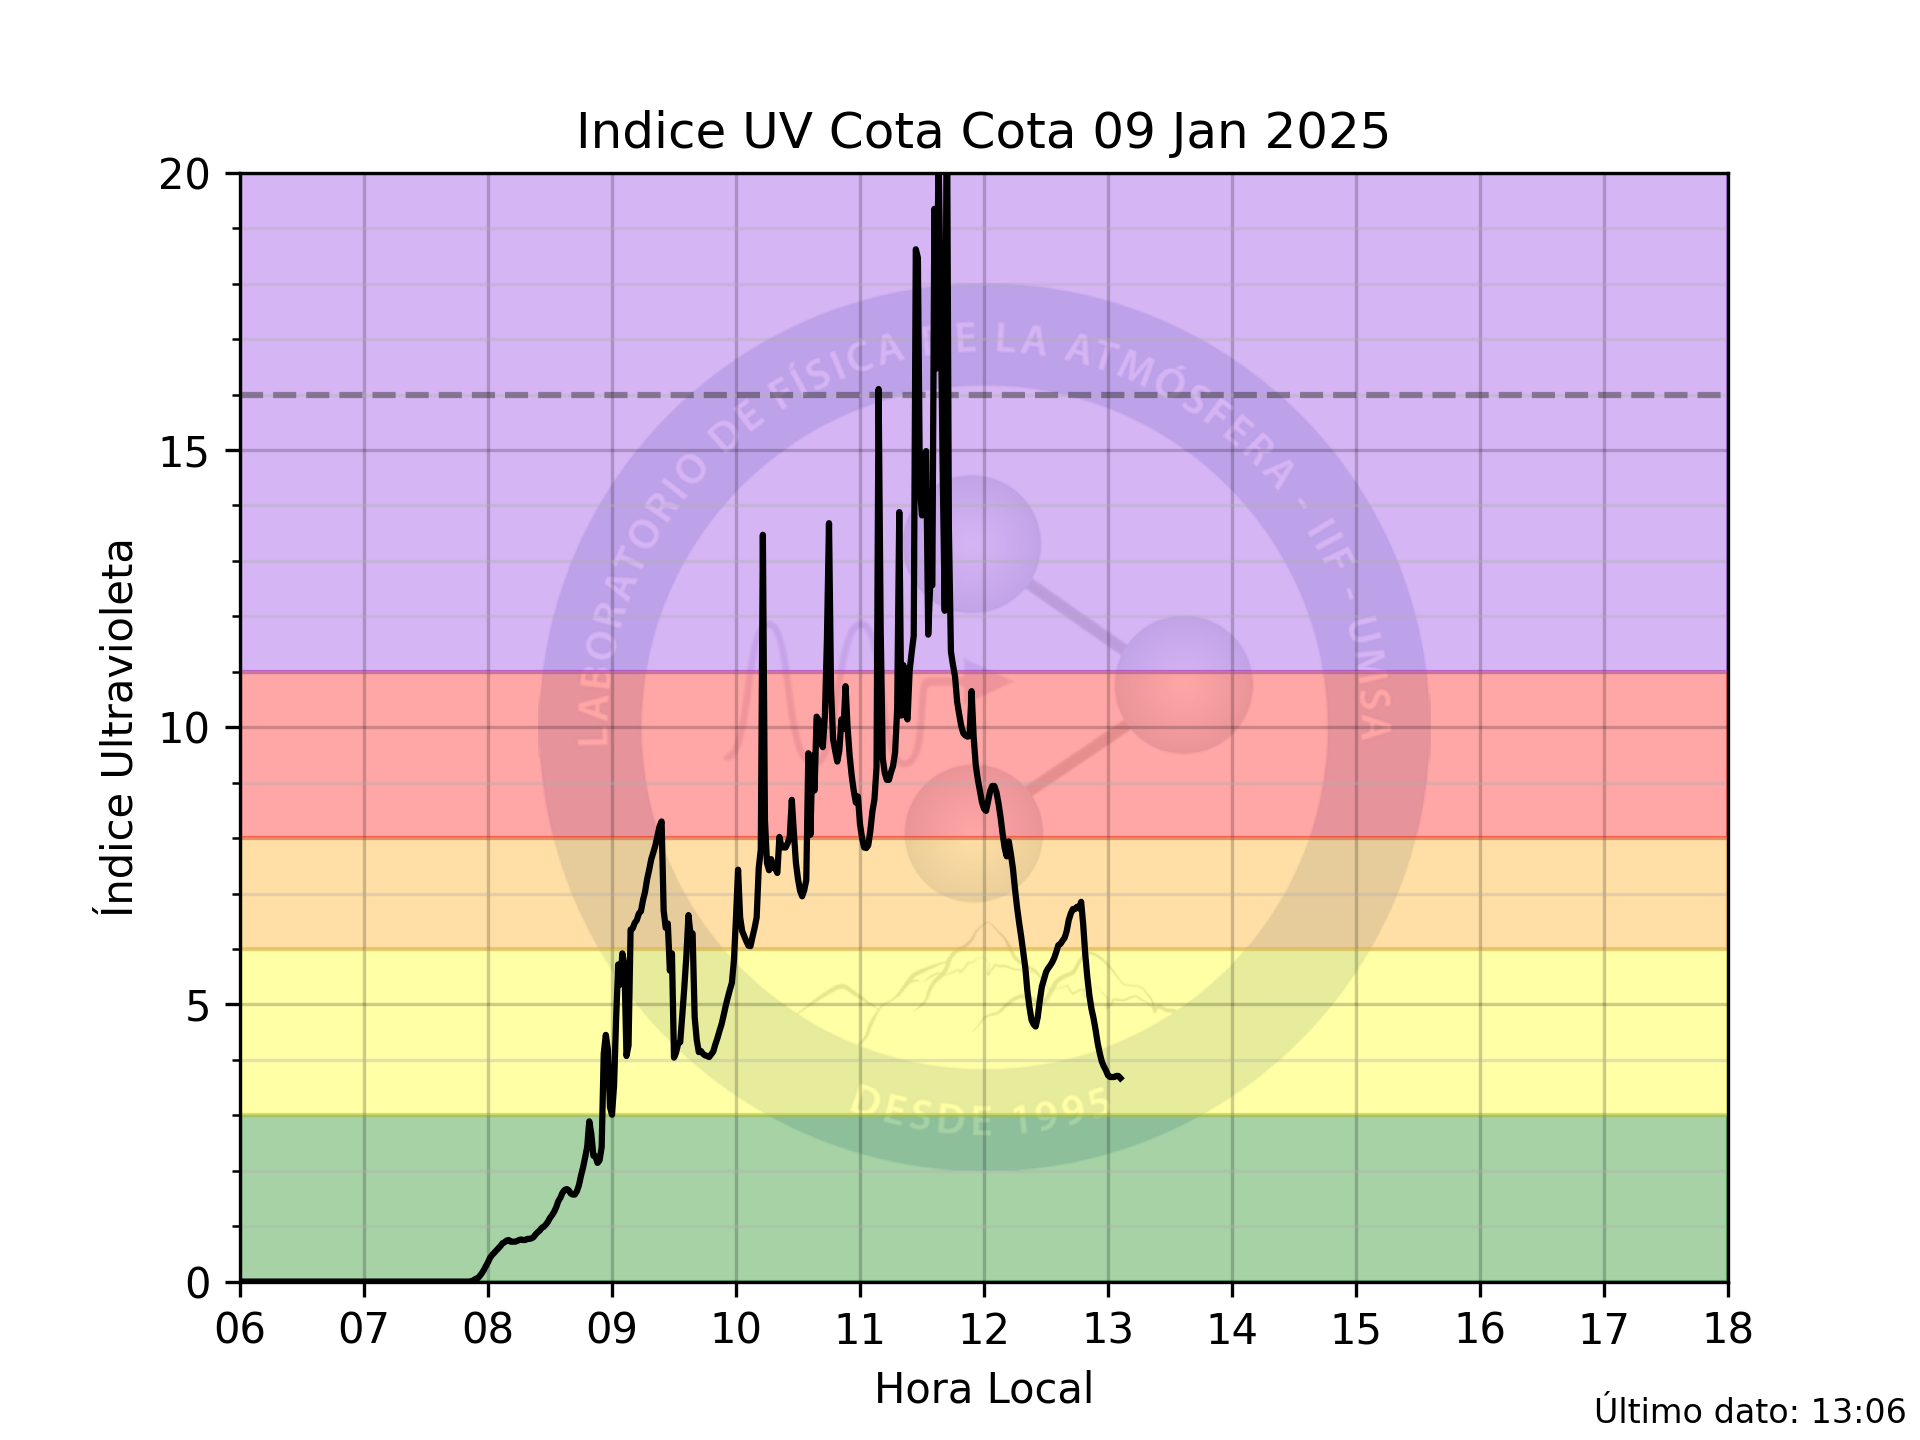 Indice UV Cota Cota 09 Jan 2025
20
15
10
5
0
Índice Ultravioleta
LABORATORIO DE FÍSICA DE LA ATMÓSFERA - IIF - UMSA
DESDE 1995
06 07 08 09 10 11 12 13 14 15 16 17 18
Hora Local
Último dato: 13:06